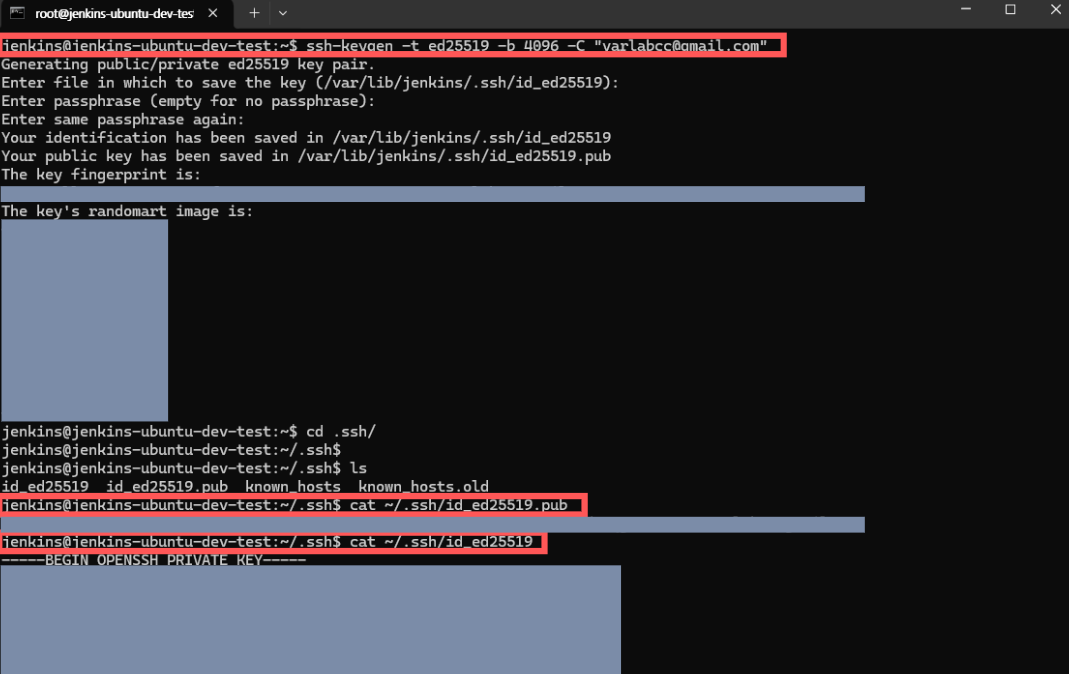 root@jenkins-ubuntu-dev-tes
jenkins@jenkins-ubuntu-dev-test:~$ ssh-keygen -t ed25519 -b 4096 -C "varlabcc@gmail.com"
Generating public/private ed25519 key pair.
Enter file in which to save the key (/var/lib/jenkins/.ssh/id_ed25519):
Enter passphrase (empty for no passphrase):
Enter same passphrase again:
Your identification has been saved in /var/lib/jenkins/.ssh/id_ed25519
Your public key has been saved in /var/lib/jenkins/.ssh/id_ed25519.pub
The key fingerprint is:
The key's randomart image is:
jenkins@jenkins-ubuntu-dev-test:~$ cd .ssh/
jenkins@jenkins-ubuntu-dev-test:~/.ssh$
jenkins@jenkins-ubuntu-dev-test:~/.ssh$ ls
id_ed25519  id_ed25519.pub  known_hosts  known_hosts.old
jenkins@jenkins-ubuntu-dev-test:~/.ssh$ cat ~/.ssh/id_ed25519.pub
jenkins@jenkins-ubuntu-dev-test:~/.ssh$ cat ~/.ssh/id_ed25519
-----BEGIN OPENSSH PRIVATE KEY-----